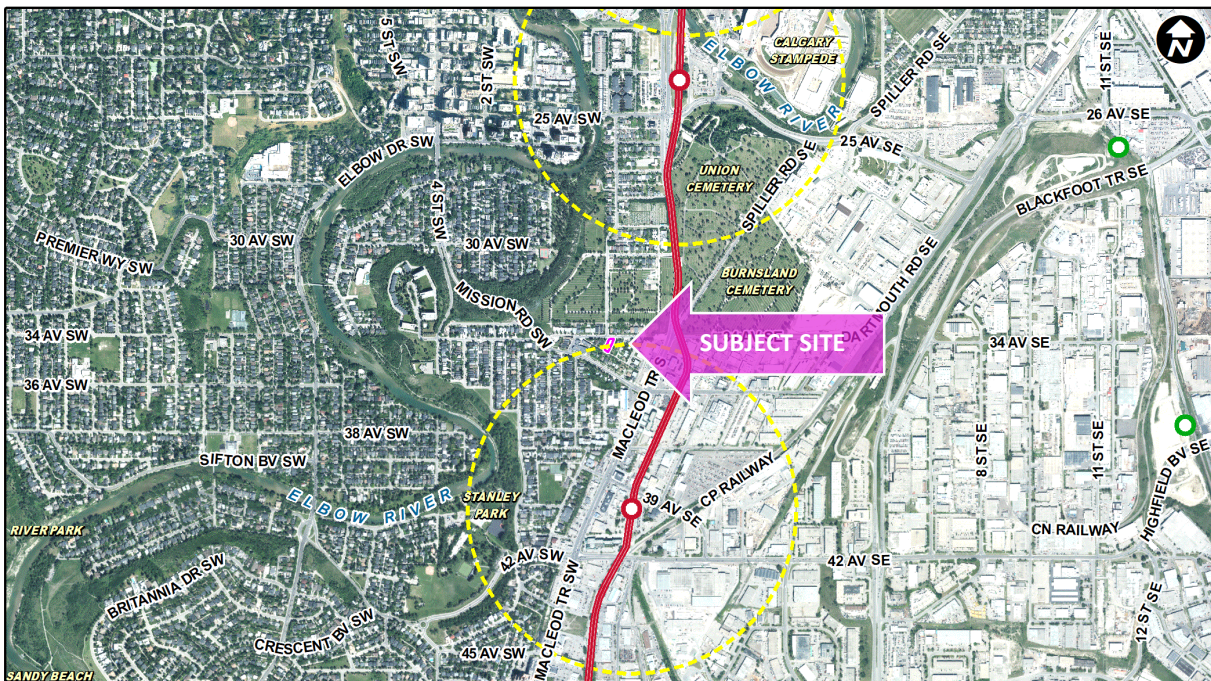 5 ST SW
2 ST SW
ELBOW RIVER
CALGARY
STAMPEDE
SPILLER RD SE
11 ST SE
N
26 AV SE
25 AV SW
25 AV SE
ELBOW DR SW
4 ST SW
UNION
CEMETERY
SPILLER RD SE
BLACKFOOT TR SE
PREMIER WY SW
30 AV SW
30 AV SW
BURNSLAND
CEMETERY
DARTMOUTH RD SE
MISSION RD SW
34 AV SW
SUBJECT SITE
34 AV SE
36 AV SW
MACLEOD TR S
38 AV SW
SIFTON BV SW
8 ST SE
11 ST SE
HIGHFIELD BV SE
ELBOW RIVER
STANLEY
PARK
39 AV SE
CP RAILWAY
RIVER PARK
CN RAILWAY
42 AV SW
42 AV SE
BRITANNIA DR SW
CRESCENT BV SW
MACLEOD TR SW
45 AV SW
12 ST SE
SANDY BEACH